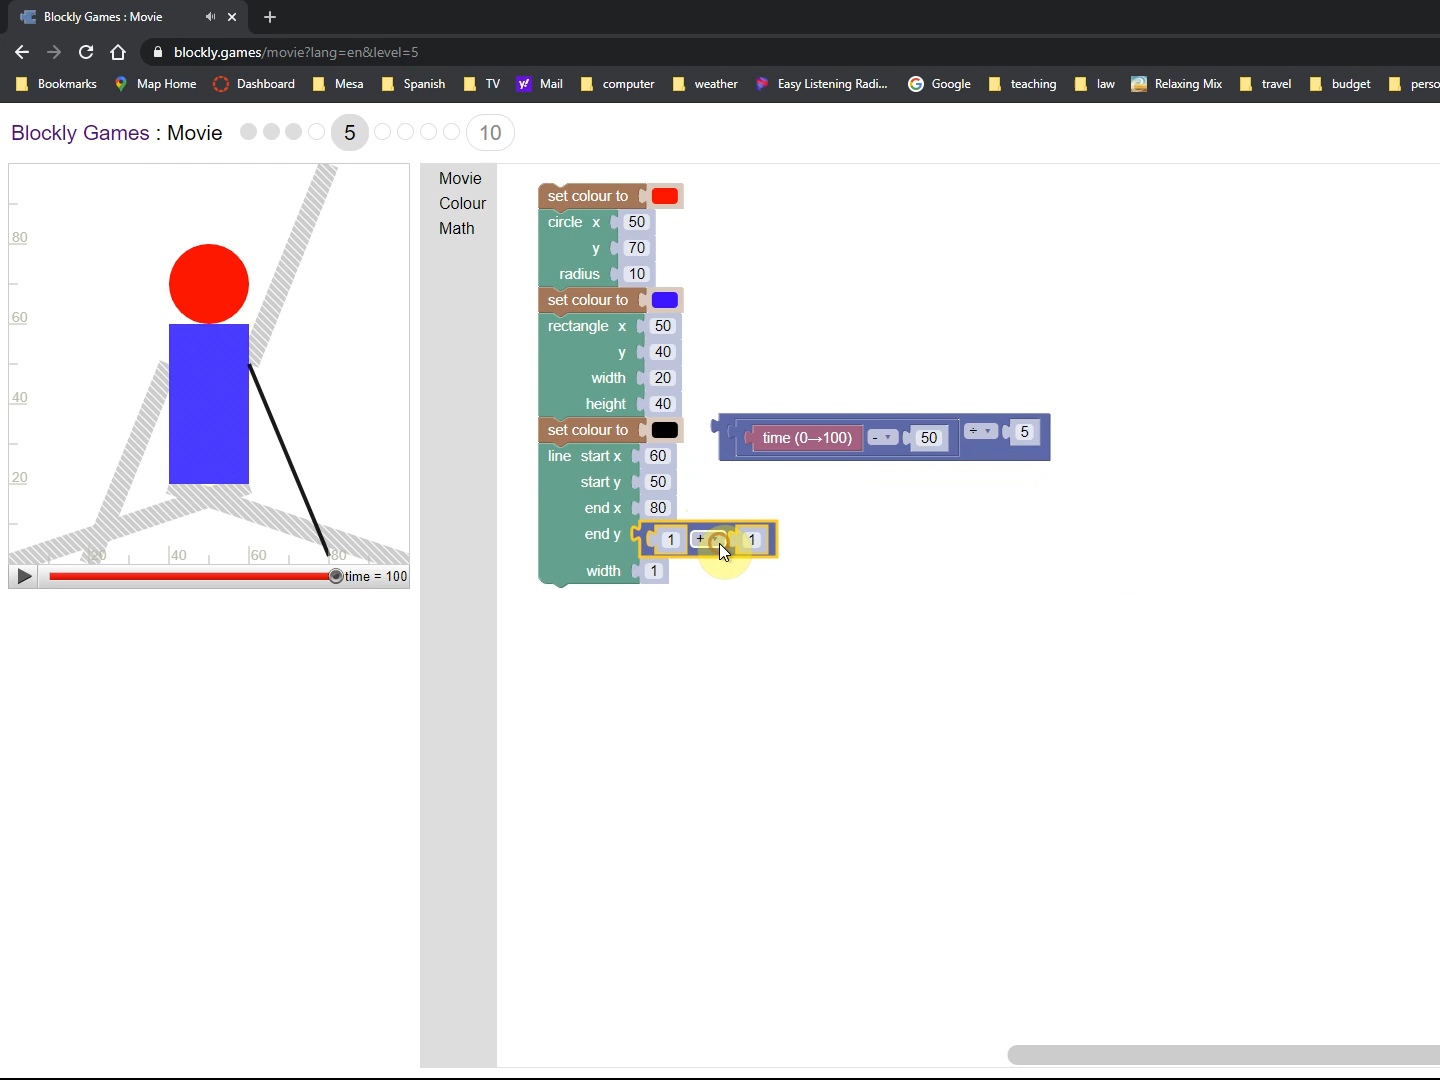 Blockly Games : Movie
blockly.games/movie?lang=en&level=5
Bookmarks Map Home Dashboard Mesa Spanish TV Mail computer weather Easy Listening Radi... Google teaching law Relaxing Mix travel budget perso
Blockly Games : Movie 5 10
Movie
Colour
Math
set colour to
circle x 50
y 70
radius 10
set colour to
rectangle x 50
y 40
width 20
height 40
set colour to
time (0→100) - 50 ÷ 5
line start x 60
start y 50
end x 80
end y 1 + 1
width 1
80
60
40
20
20 40 60 80
time = 100